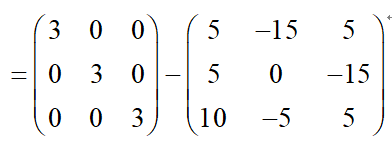 = ( 3 0 0 ) − ( 5 −15 5 )
( 0 3 0 ) ( 5 0 −15 )
( 0 0 3 ) ( 10 −5 5 )